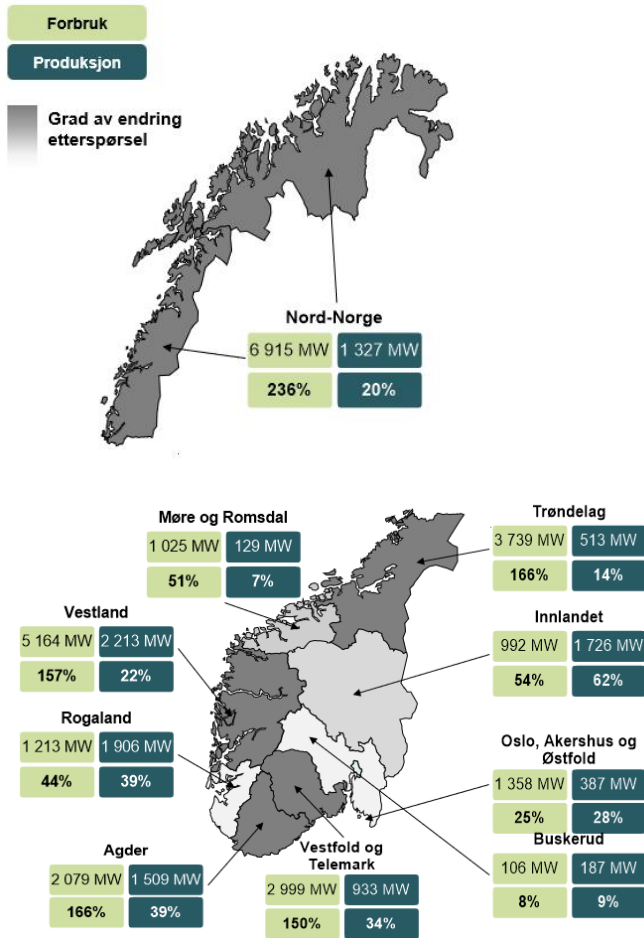 Forbruk
Produksjon
Grad av endring
etterspørsel
Nord-Norge
6 915 MW 1 327 MW
236% 20%
Møre og Romsdal
1 025 MW 129 MW
51% 7%
Trøndelag
3 739 MW 513 MW
166% 14%
Vestland
5 164 MW 2 213 MW
157% 22%
Innlandet
992 MW 1 726 MW
54% 62%
Rogaland
1 213 MW 1 906 MW
44% 39%
Oslo, Akershus og
Østfold
1 358 MW 387 MW
25% 28%
Agder
2 079 MW 1 509 MW
166% 39%
Vestfold og
Telemark
2 999 MW 933 MW
150% 34%
Buskerud
106 MW 187 MW
8% 9%